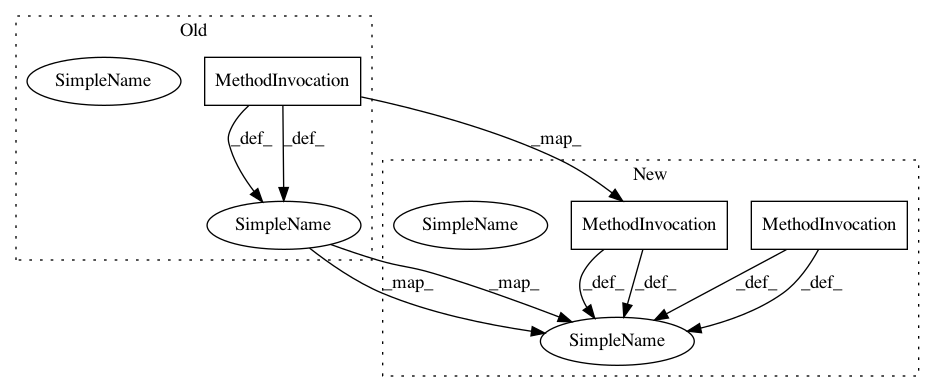 Old
SimpleName
MethodInvocation
_def_
_def_
_map_
New
SimpleName
SimpleName
MethodInvocation
MethodInvocation
_map_
_map_
_def_
_def_
_def_
_def_
SimpleName